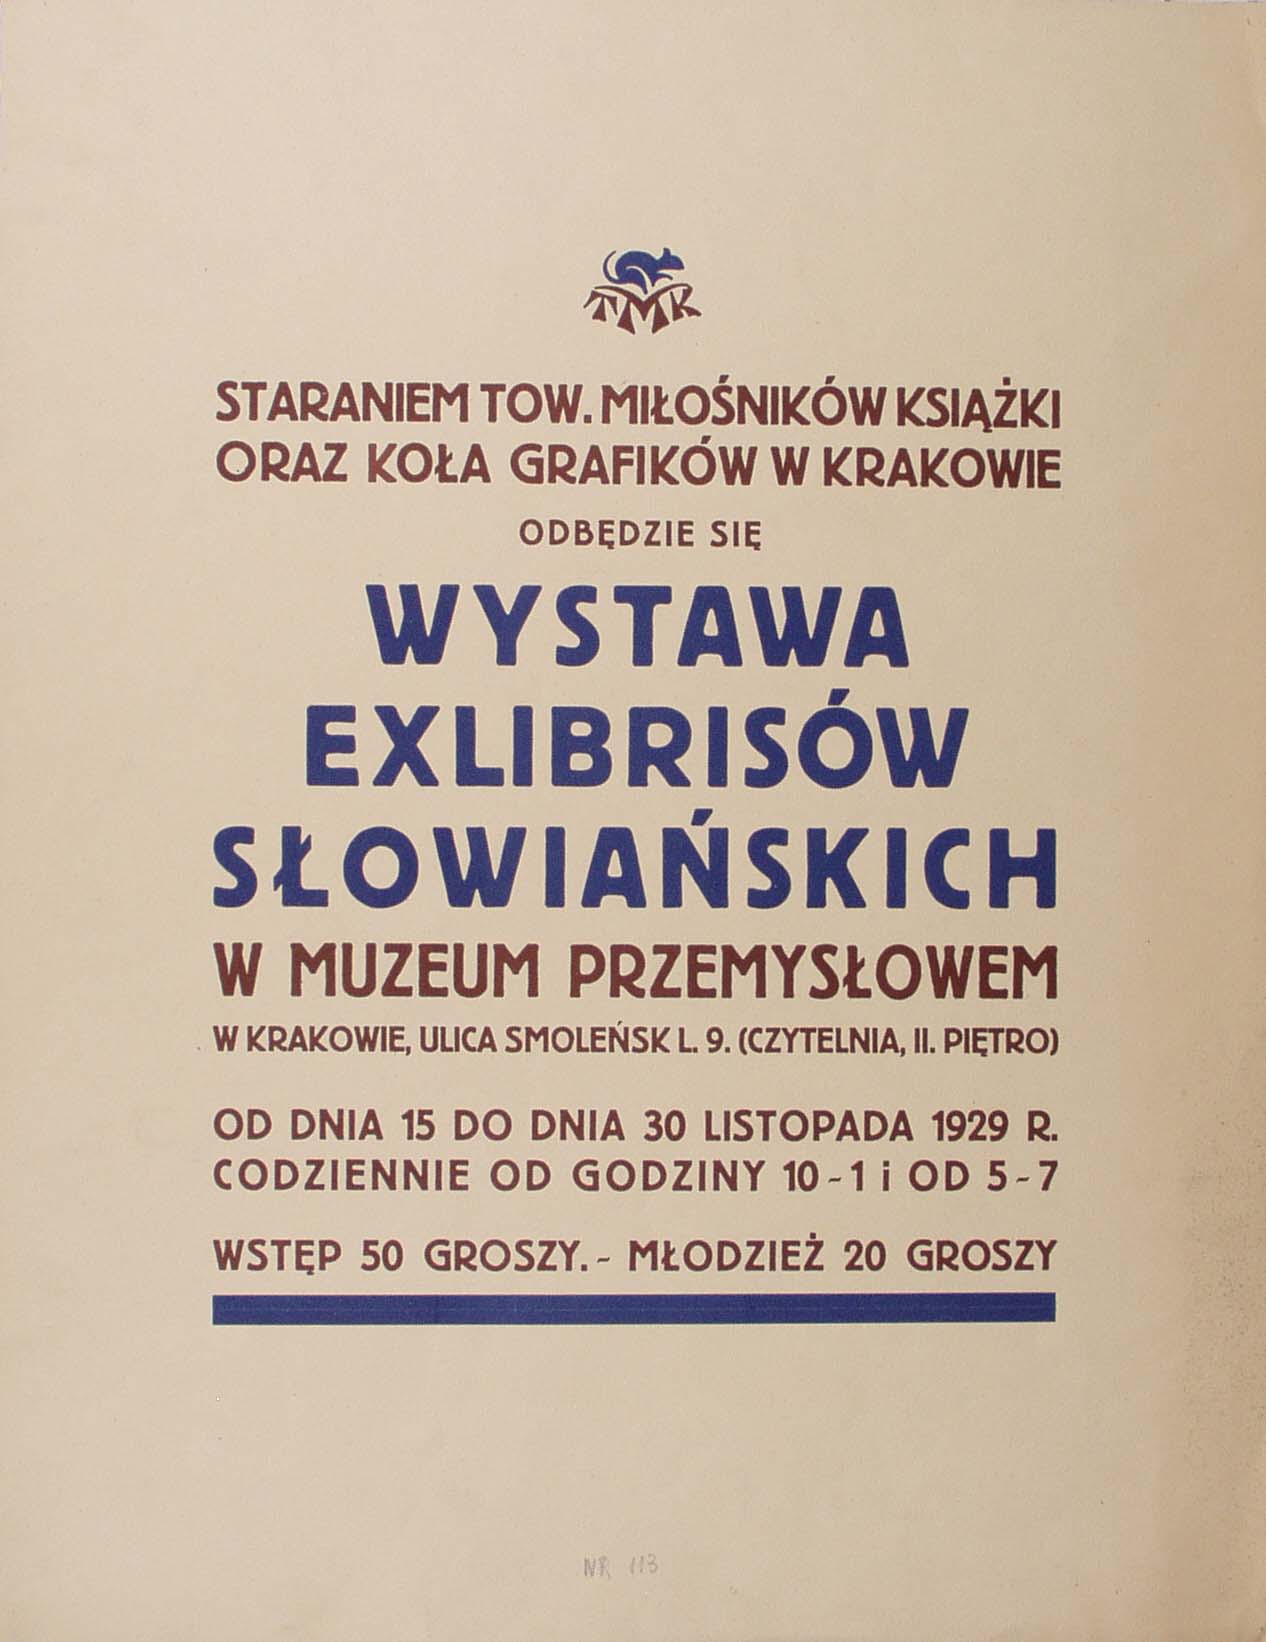 TMK
STARANIEM TOW. MIŁOŚNIKÓW KSIĄŻKI
ORAZ KOŁA GRAFIKÓW W KRAKOWIE
ODBĘDZIE SIĘ
WYSTAWA
EXLIBRISÓW
SŁOWIAŃSKICH
W MUZEUM PRZEMYSŁOWEM
W KRAKOWIE, ULICA SMOLEŃSK L. 9. (CZYTELNIA, II. PIĘTRO)
OD DNIA 15 DO DNIA 30 LISTOPADA 1929 R.
CODZIENNIE OD GODZINY 10-1 i OD 5-7
WSTĘP 50 GROSZY.- MŁODZIEŻ 20 GROSZY
NR 113